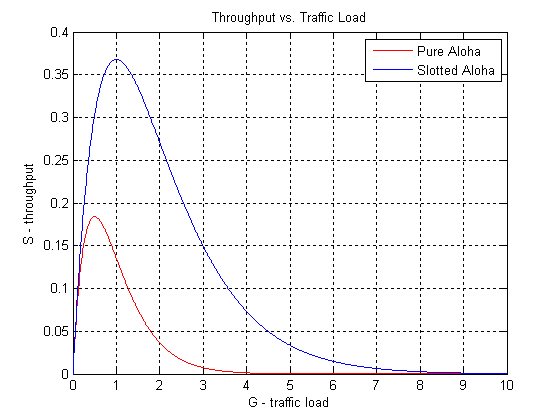 Throughput vs. Traffic Load
Pure Aloha
Slotted Aloha
S - throughput
0.4
0.35
0.3
0.25
0.2
0.15
0.1
0.05
0
0 1 2 3 4 5 6 7 8 9 10
G - traffic load